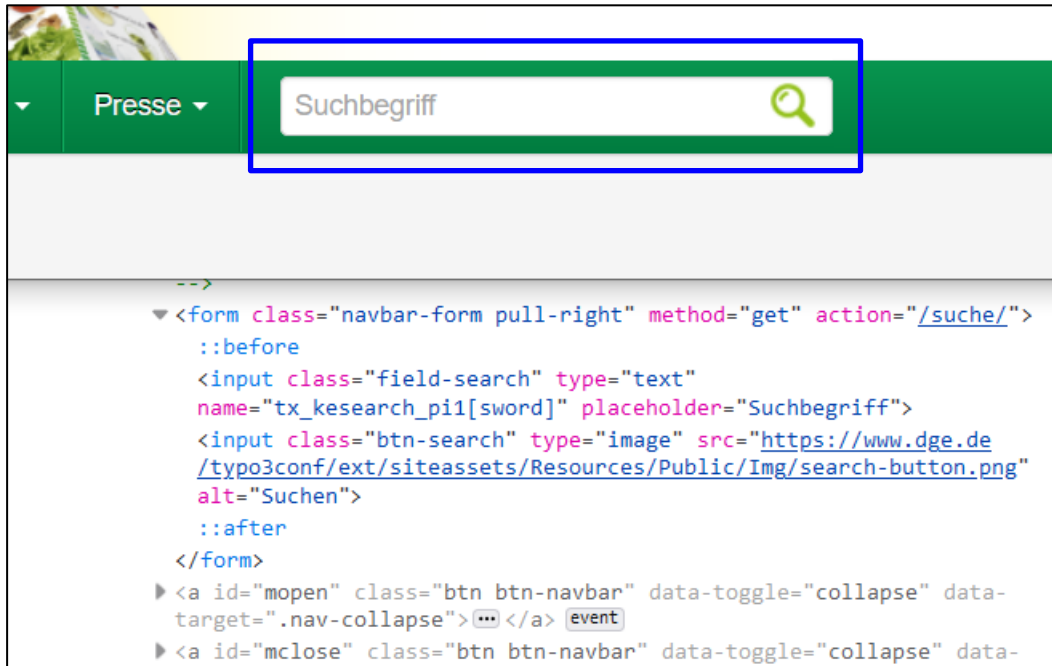 Presse
Suchbegriff
-->
<form class="navbar-form pull-right" method="get" action="/suche/">
::before
<input class="field-search" type="text"
name="tx_kesearch_pi1[sword]" placeholder="Suchbegriff">
<input class="btn-search" type="image" src="https://www.dge.de
/typo3conf/ext/siteassets/Resources/Public/Img/search-button.png"
alt="Suchen">
::after
</form>
<a id="mopen" class="btn btn-navbar" data-toggle="collapse" data-
target=".nav-collapse">…</a> event
<a id="mclose" class="btn btn-navbar" data-toggle="collapse" data-